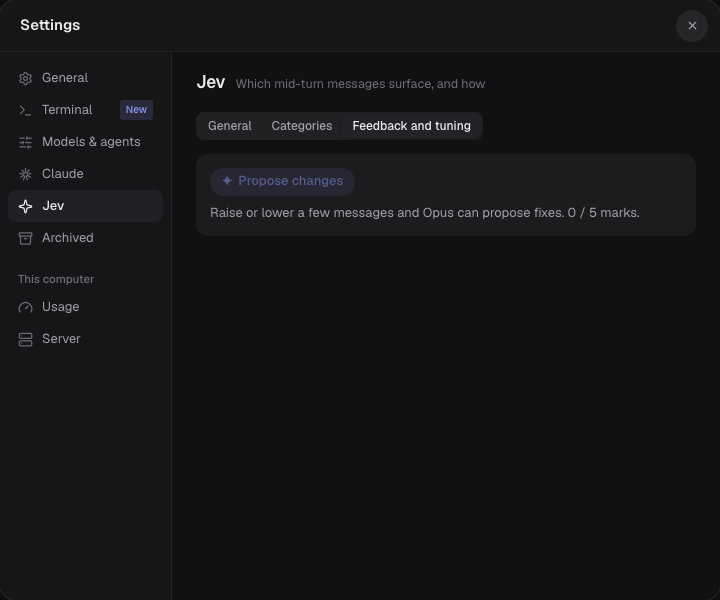 Settings
General
Terminal New
Models & agents
Claude
Jev
Archived
This computer
Usage
Server
Jev Which mid-turn messages surface, and how
General Categories Feedback and tuning
Propose changes
Raise or lower a few messages and Opus can propose fixes. 0 / 5 marks.